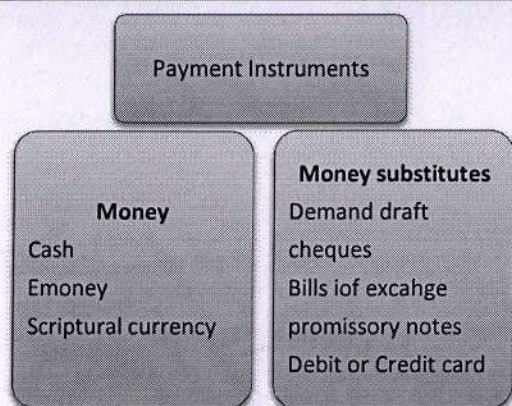 Payment Instruments
Money
Cash
Emoney
Scriptural currency
Money substitutes
Demand draft
cheques
Bills iof excahge
promissory notes
Debit or Credit card